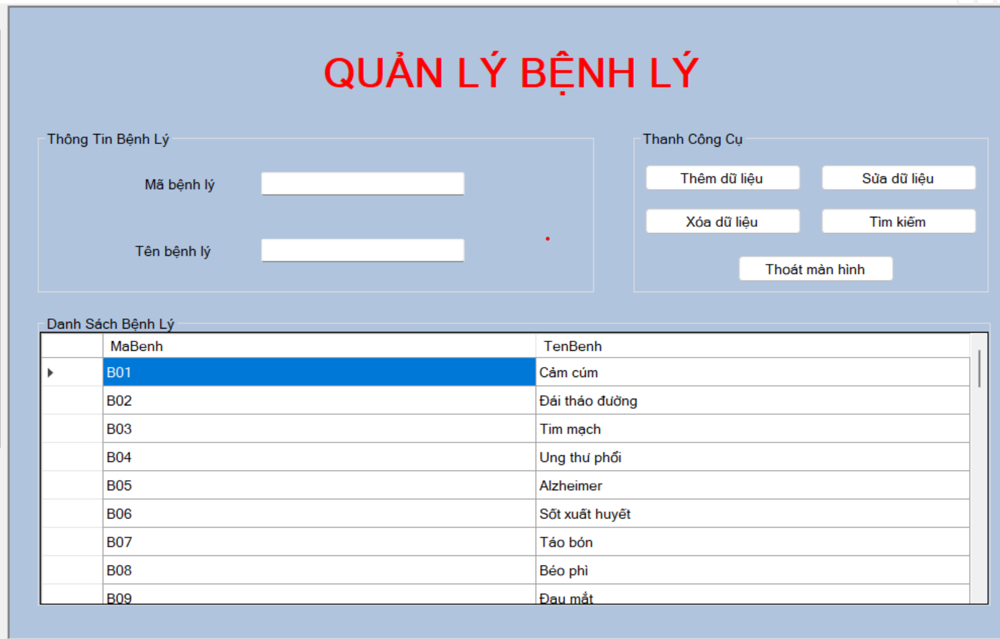 QUẢN LÝ BỆNH LÝ
Thông Tin Bệnh Lý
Mã bệnh lý
Tên bệnh lý
Thanh Công Cụ
Thêm dữ liệu
Sửa dữ liệu
Xóa dữ liệu
Tìm kiếm
Thoát màn hình
Danh Sách Bệnh Lý
MaBenh TenBenh
B01 Cảm cúm
B02 Đái tháo đường
B03 Tim mạch
B04 Ung thư phổi
B05 Alzheimer
B06 Sốt xuất huyết
B07 Táo bón
B08 Béo phì
B09 Đau mắt